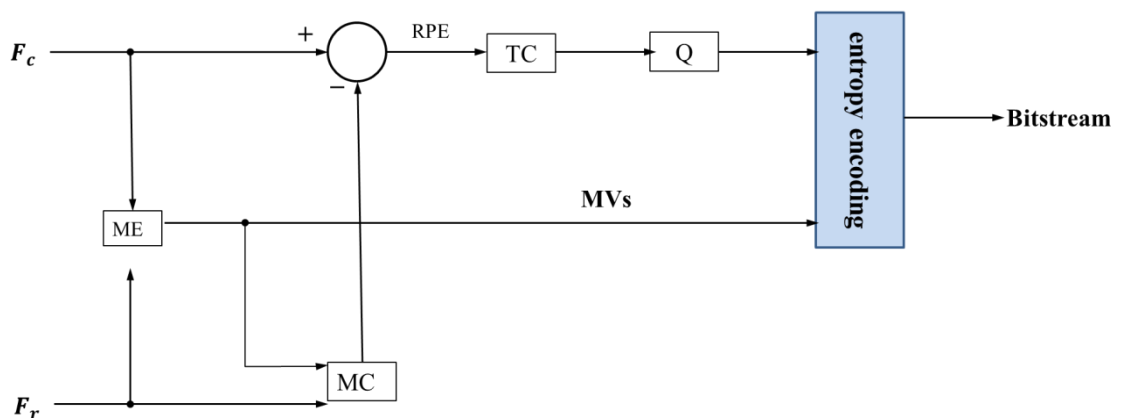 F_c
+
RPE
TC
Q
entropy encoding
−
Bitstream
MVs
ME
MC
F_r